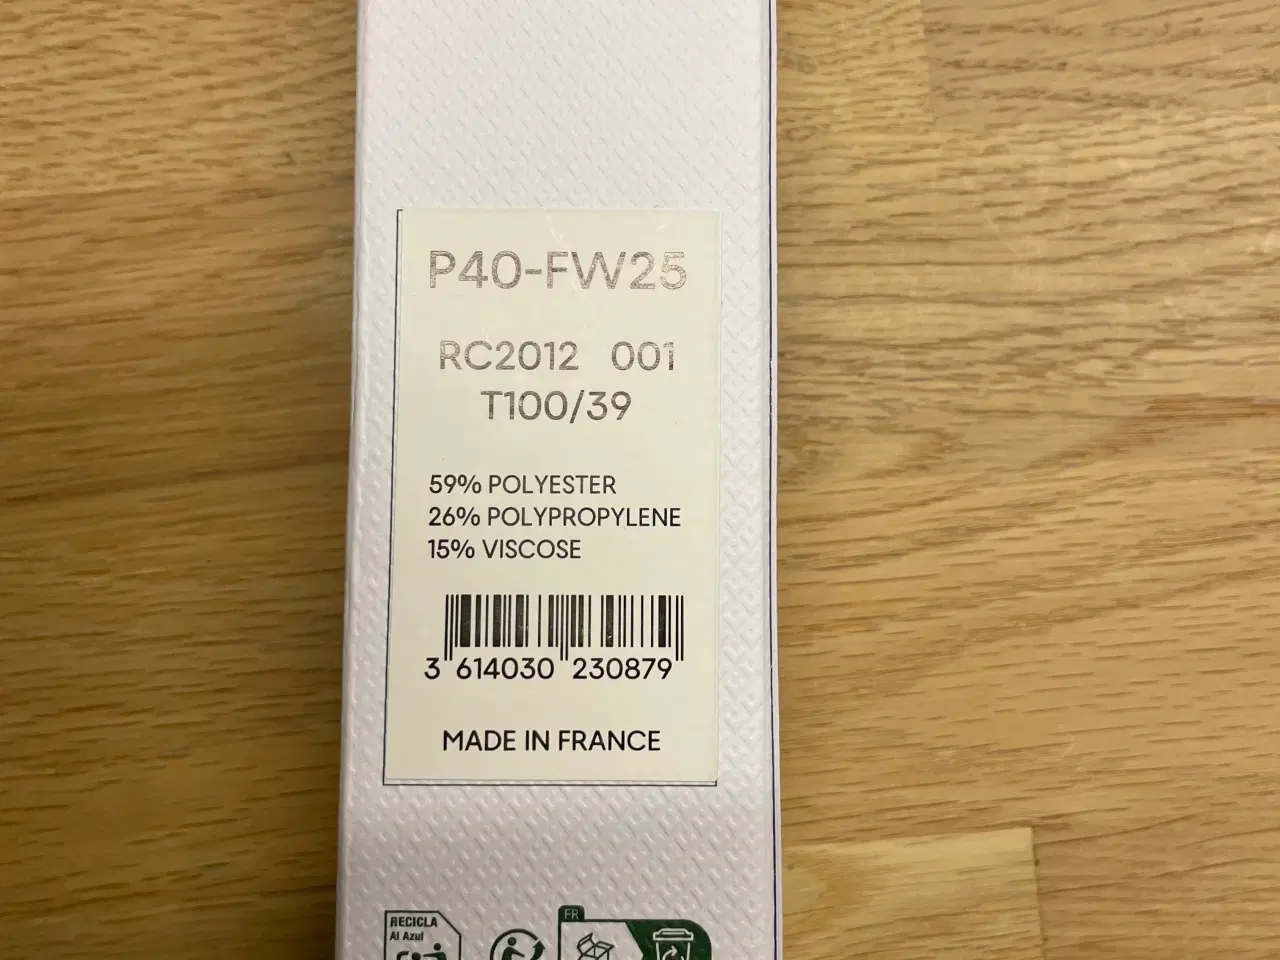 P40-FW25
RC2012 001
T100/39
59% POLYESTER
26% POLYPROPYLENE
15% VISCOSE
3 614030 230879
MADE IN FRANCE
RECICLA
Al Azul
FR